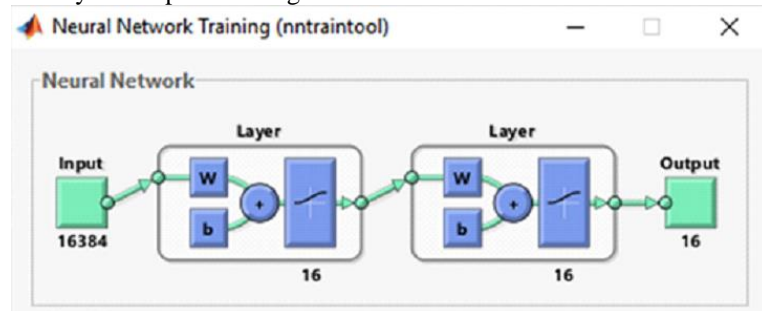 Neural Network Training (nntraintool)
Neural Network
Layer Layer
Input Output
W W
+ +
b b
16384 16
16 16